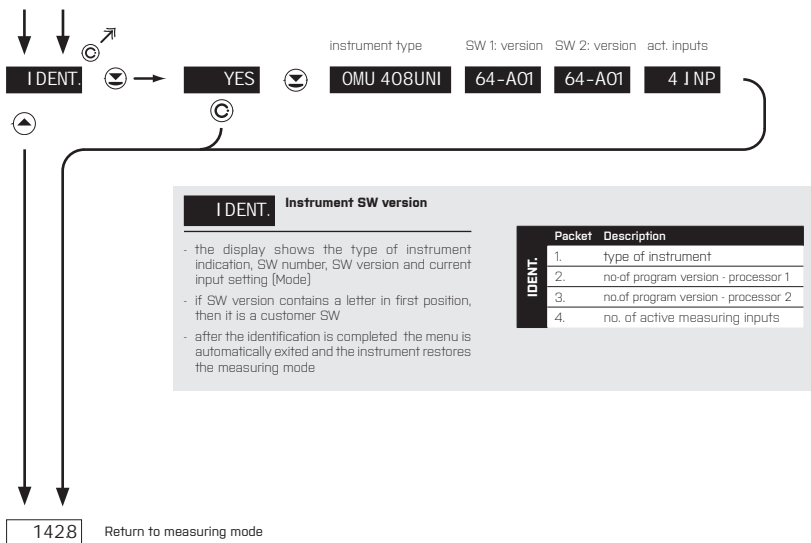 instrument type SW 1: version SW 2: version act. inputs
IDENT. YES OMU 408UNI 64-A01 64-A01 4 INP
C
C
IDENT. Instrument SW version
- the display shows the type of instrument
indication, SW number, SW version and current
input setting (Mode)
- if SW version contains a letter in first position,
then it is a customer SW
- after the identification is completed the menu is
automatically exited and the instrument restores
the measuring mode
IDENT.
Packet Description
1. type of instrument
2. no-of program version - processor 1
3. no.of program version - processor 2
4. no. of active measuring inputs
142.8 Return to measuring mode